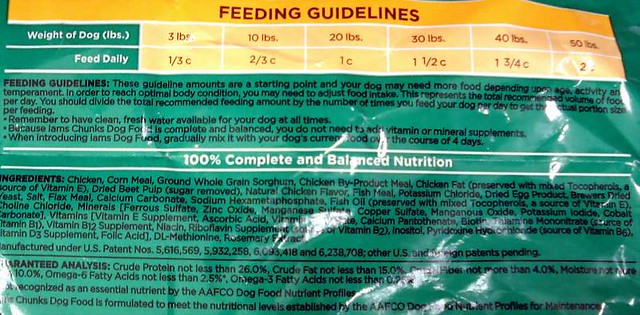 FEEDING GUIDELINES
Weight of Dog (lbs.) 3 lbs. 10 lbs. 20 lbs. 30 lbs. 40 lbs. 50 lbs.
Feed Daily 1/3 c 2/3 c 1 c 1 1/2 c 1 3/4 c 2
FEEDING GUIDELINES: These guideline amounts are a starting point and your dog may need more food depending upon age, activity an
temperament. In order to reach optimal body condition, you may need to adjust food intake. This represents the total recommended volume of food
per day. You should divide the total recommended feeding amount by the number of times you feed your dog per day to get the actual portion size
per feeding.
• Remember to have clean, fresh water available for your dog at all times.
• Because Iams Chunks Dog Food is complete and balanced, you do not need to add vitamin or mineral supplements.
• When introducing Iams Dog Food, gradually mix it with your dog's current food over the course of 4 days.
100% Complete and Balanced Nutrition
INGREDIENTS: Chicken, Corn Meal, Ground Whole Grain Sorghum, Chicken By-Product Meal, Chicken Fat (preserved with mixed Tocopherols, a
source of Vitamin E), Dried Beet Pulp (sugar removed), Natural Chicken Flavor, Fish Meal, Potassium Chloride, Dried Egg Product, Brewers Dried
Yeast, Salt, Flax Meal, Calcium Carbonate, Sodium Hexametaphosphate, Fish Oil (preserved with mixed Tocopherols, a source of Vitamin E),
Choline Chloride, Minerals [Ferrous Sulfate, Zinc Oxide, Manganese Sulfate, Copper Sulfate, Manganous Oxide, Potassium Iodide, Cobalt
Carbonate], Vitamins [Vitamin E Supplement, Ascorbic Acid, Vitamin Acetate, Calcium Pantothenate, Biotin, Thiamine Mononitrate (source of
Vitamin B1), Vitamin B12 Supplement, Niacin, Riboflavin Supplement (source of Vitamin B2), Inositol, Pyridoxine Hydrochloride (source of Vitamin B6),
Vitamin D3 Supplement, Folic Acid], DL-Methionine, Rosemary Extract.
anufactured under U.S. Patent Nos. 5,616,569, 5,932,258, 6,093,418 and 6,238,708; other U.S. and foreign patents pending.
UARANTEED ANALYSIS: Crude Protein not less than 26.0%, Crude Fat not less than 15.0%, Crude Fiber not more than 4.0%, Moisture not more
10.0%, Omega-6 Fatty Acids not less than 2.5%*, Omega-3 Fatty Acids not less than
ot recognized as an essential nutrient by the AAFCO Dog Food Nutrient Profiles
s Chunks Dog Food is formulated to meet the nutritional levels established by the AAFCO Dog Nutrient Profiles for Maintenance